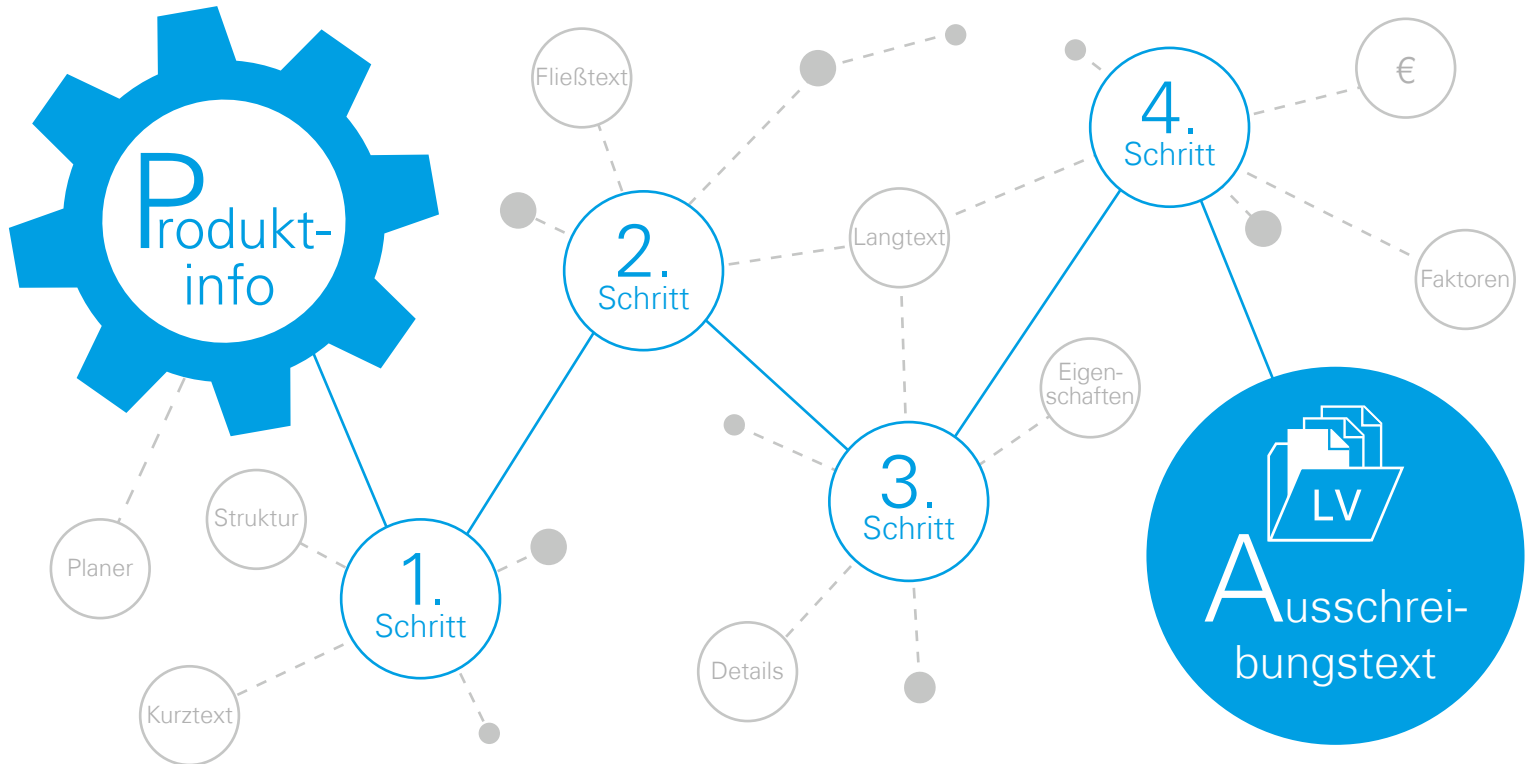 Produkt-
info
Planer
Struktur
Kurztext
1.
Schritt
Fließtext
2.
Schritt
Langtext
3.
Schritt
Eigen-
schaften
Details
4.
Schritt
€
Faktoren
LV
Ausschrei-
bungstext